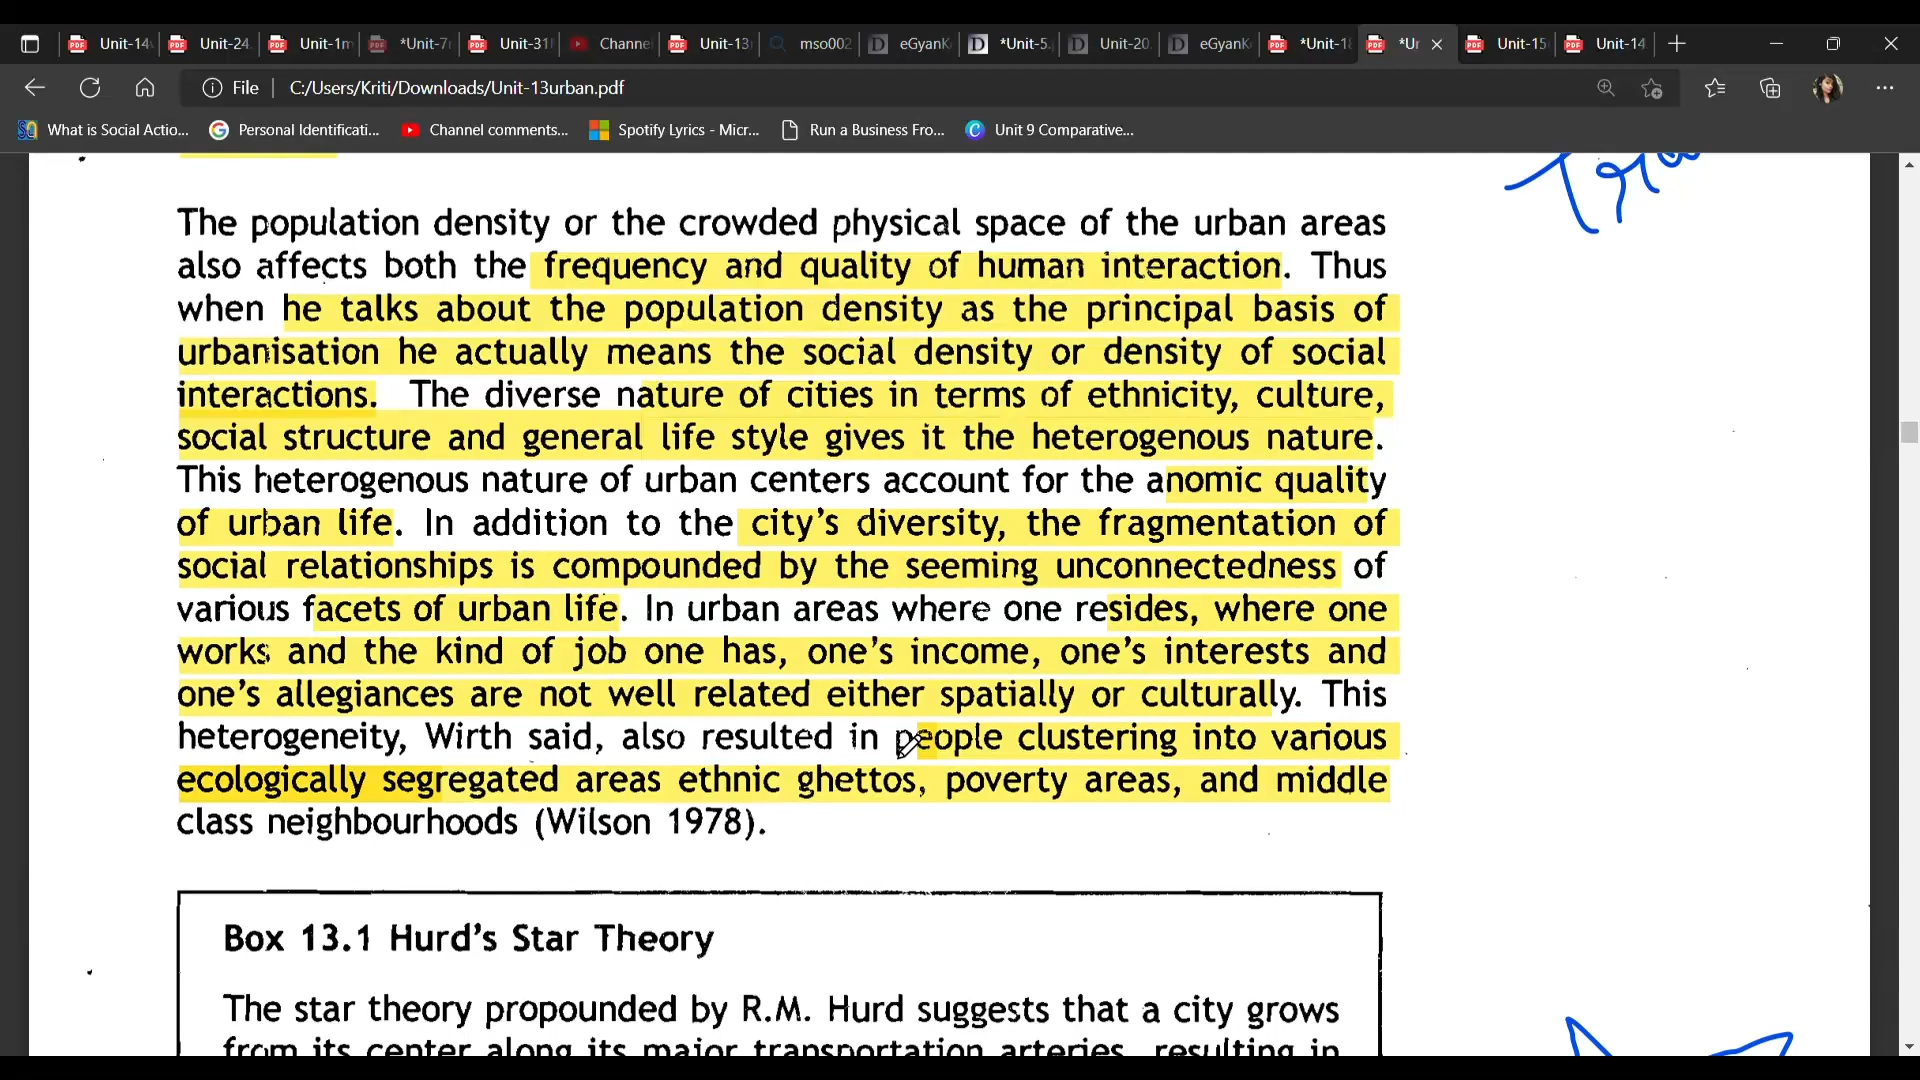 Unit-14
Unit-24
Unit-1m
*Unit-7
Unit-31
Channe
Unit-13
mso002
eGyanK
*Unit-5.
Unit-20.
eGyanK
*Unit-18
*Ur
Unit-15
Unit-14
File
C:/Users/Kriti/Downloads/Unit-13urban.pdf
What is Social Actio...
Personal Identificati...
Channel comments...
Spotify Lyrics - Micr...
Run a Business Fro...
Unit 9 Comparative...
The population density or the crowded physical space of the urban areas
also affects both the frequency and quality of human interaction. Thus
when he talks about the population density as the principal basis of
urbanisation he actually means the social density or density of social
interactions. The diverse nature of cities in terms of ethnicity, culture,
social structure and general life style gives it the heterogenous nature.
This heterogenous nature of urban centers account for the anomic quality
of urban life. In addition to the city's diversity, the fragmentation of
social relationships is compounded by the seeming unconnectedness of
various facets of urban life. In urban areas where one resides, where one
works and the kind of job one has, one's income, one's interests and
one's allegiances are not well related either spatially or culturally. This
heterogeneity, Wirth said, also resulted in people clustering into various
ecologically segregated areas ethnic ghettos, poverty areas, and middle
class neighbourhoods (Wilson 1978).
Box 13.1 Hurd's Star Theory
The star theory propounded by R.M. Hurd suggests that a city grows
from its center along its major transportation arteries, resulting in